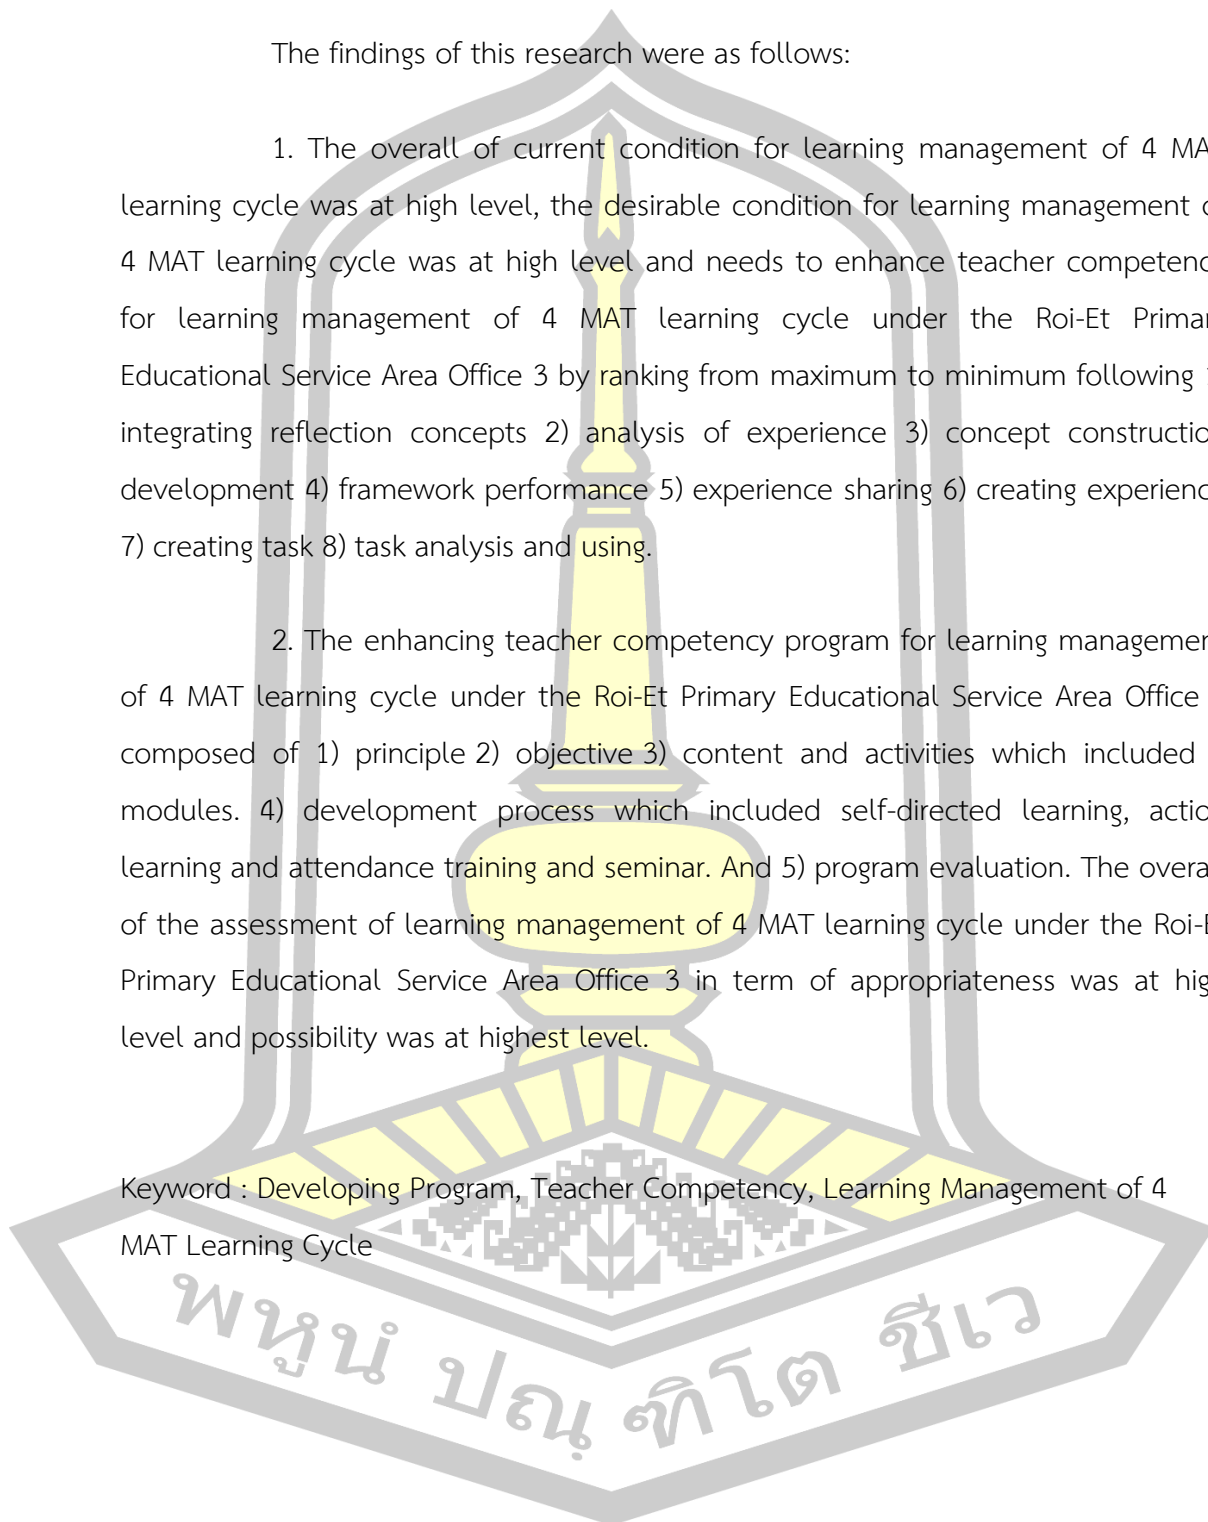 The findings of this research were as follows:
1. The overall of current condition for learning management of 4 MA
learning cycle was at high level, the desirable condition for learning management
4 MAT learning cycle was at high level and needs to enhance teacher competenc
for learning management of 4 MAT learning cycle under the Roi-Et Primar
Educational Service Area Office 3 by ranking from maximum to minimum following
integrating reflection concepts 2) analysis of experience 3) concept constructio
development 4) framework performance 5) experience sharing 6) creating experienc
7) creating task 8) task analysis and using.
2. The enhancing teacher competency program for learning managemen
of 4 MAT learning cycle under the Roi-Et Primary Educational Service Area Office
composed of 1) principle 2) objective 3) content and activities which included
modules. 4) development process which included self-directed learning, actio
learning and attendance training and seminar. And 5) program evaluation. The overa
of the assessment of learning management of 4 MAT learning cycle under the Roi-E
Primary Educational Service Area Office 3 in term of appropriateness was at hig
level and possibility was at highest level.
Keyword : Developing Program, Teacher Competency, Learning Management of 4
MAT Learning Cycle
พหูนํ ปณฺฑิโต ชีเว